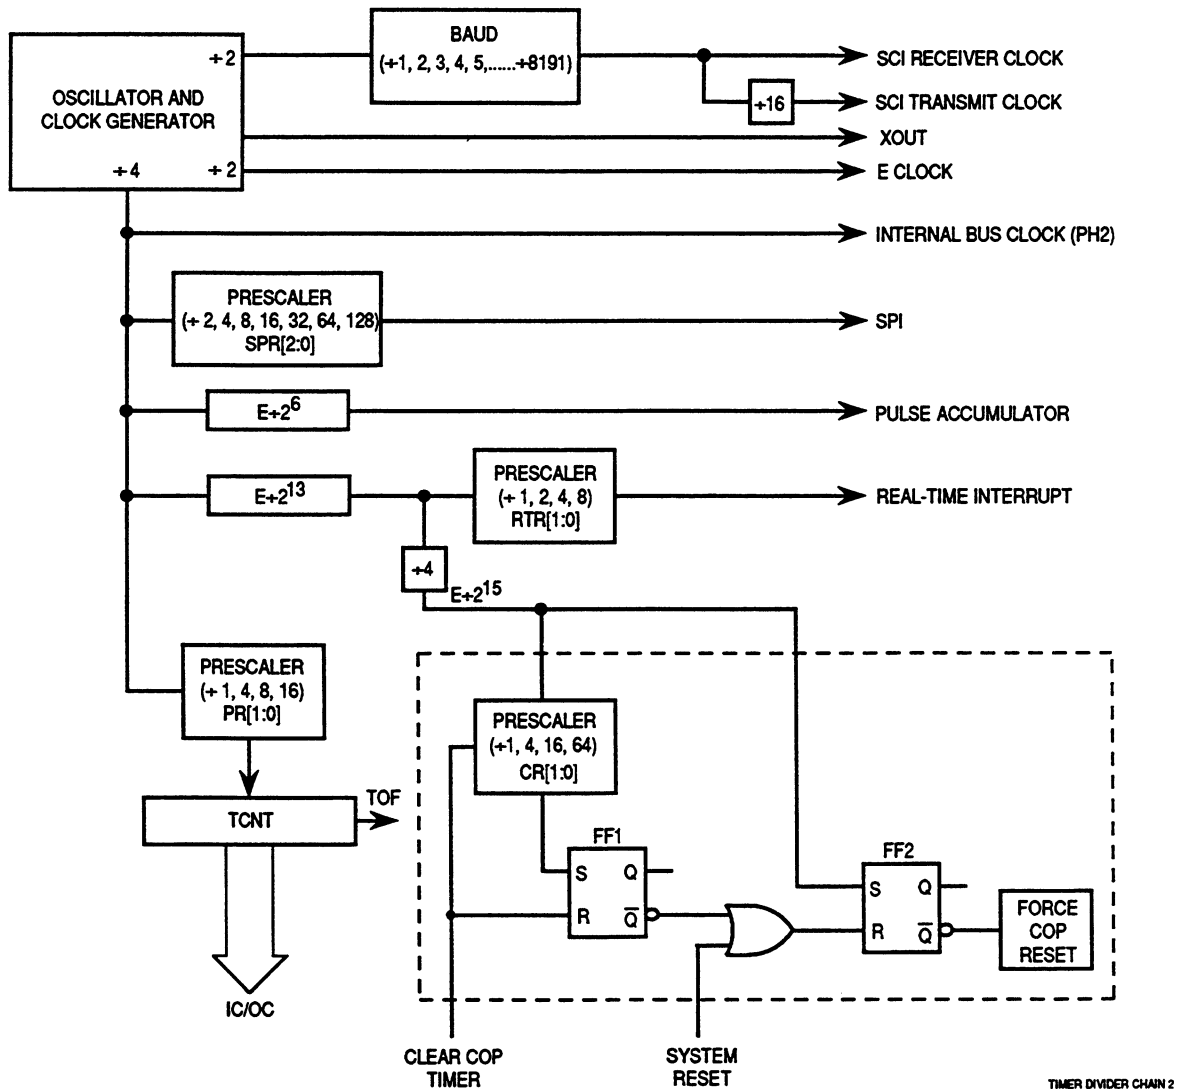 OSCILLATOR AND
CLOCK GENERATOR
÷2
÷4
÷2
BAUD
(÷1, 2, 3, 4, 5,......÷8191)
SCI RECEIVER CLOCK
÷16
SCI TRANSMIT CLOCK
XOUT
E CLOCK
INTERNAL BUS CLOCK (PH2)
PRESCALER
(÷ 2, 4, 8, 16, 32, 64, 128)
SPR[2:0]
SPI
E÷2⁶
PULSE ACCUMULATOR
E÷2¹³
PRESCALER
(÷ 1, 2, 4, 8)
RTR[1:0]
REAL-TIME INTERRUPT
÷4
E÷2¹⁵
PRESCALER
(÷ 1, 4, 8, 16)
PR[1:0]
TCNT
TOF
IC/OC
PRESCALER
(÷1, 4, 16, 64)
CR[1:0]
FF1
S Q
R Q̅
FF2
S Q
R Q̅
FORCE
COP
RESET
CLEAR COP
TIMER
SYSTEM
RESET
TIMER DIVIDER CHAIN 2